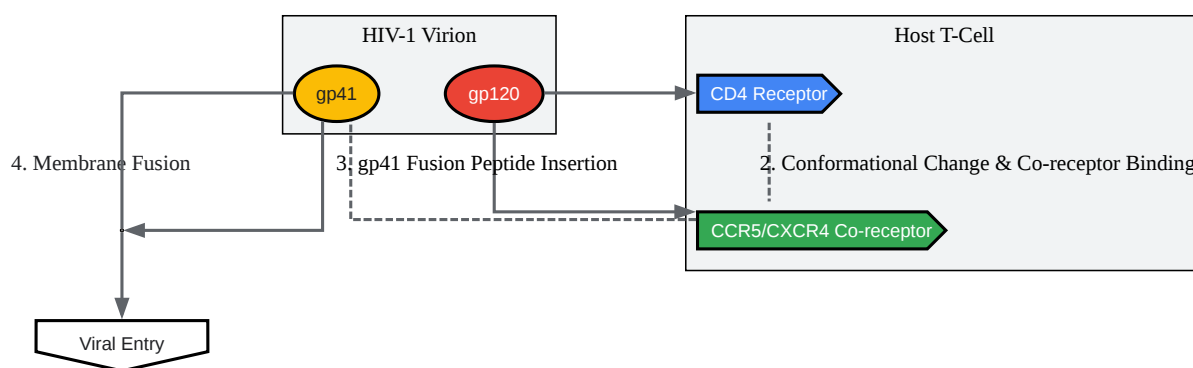 HIV-1 Virion
Host T-Cell
gp41
gp120
CD4 Receptor
4. Membrane Fusion
3. gp41 Fusion Peptide Insertion
2. Conformational Change & Co-receptor Binding
CCR5/CXCR4 Co-receptor
Viral Entry